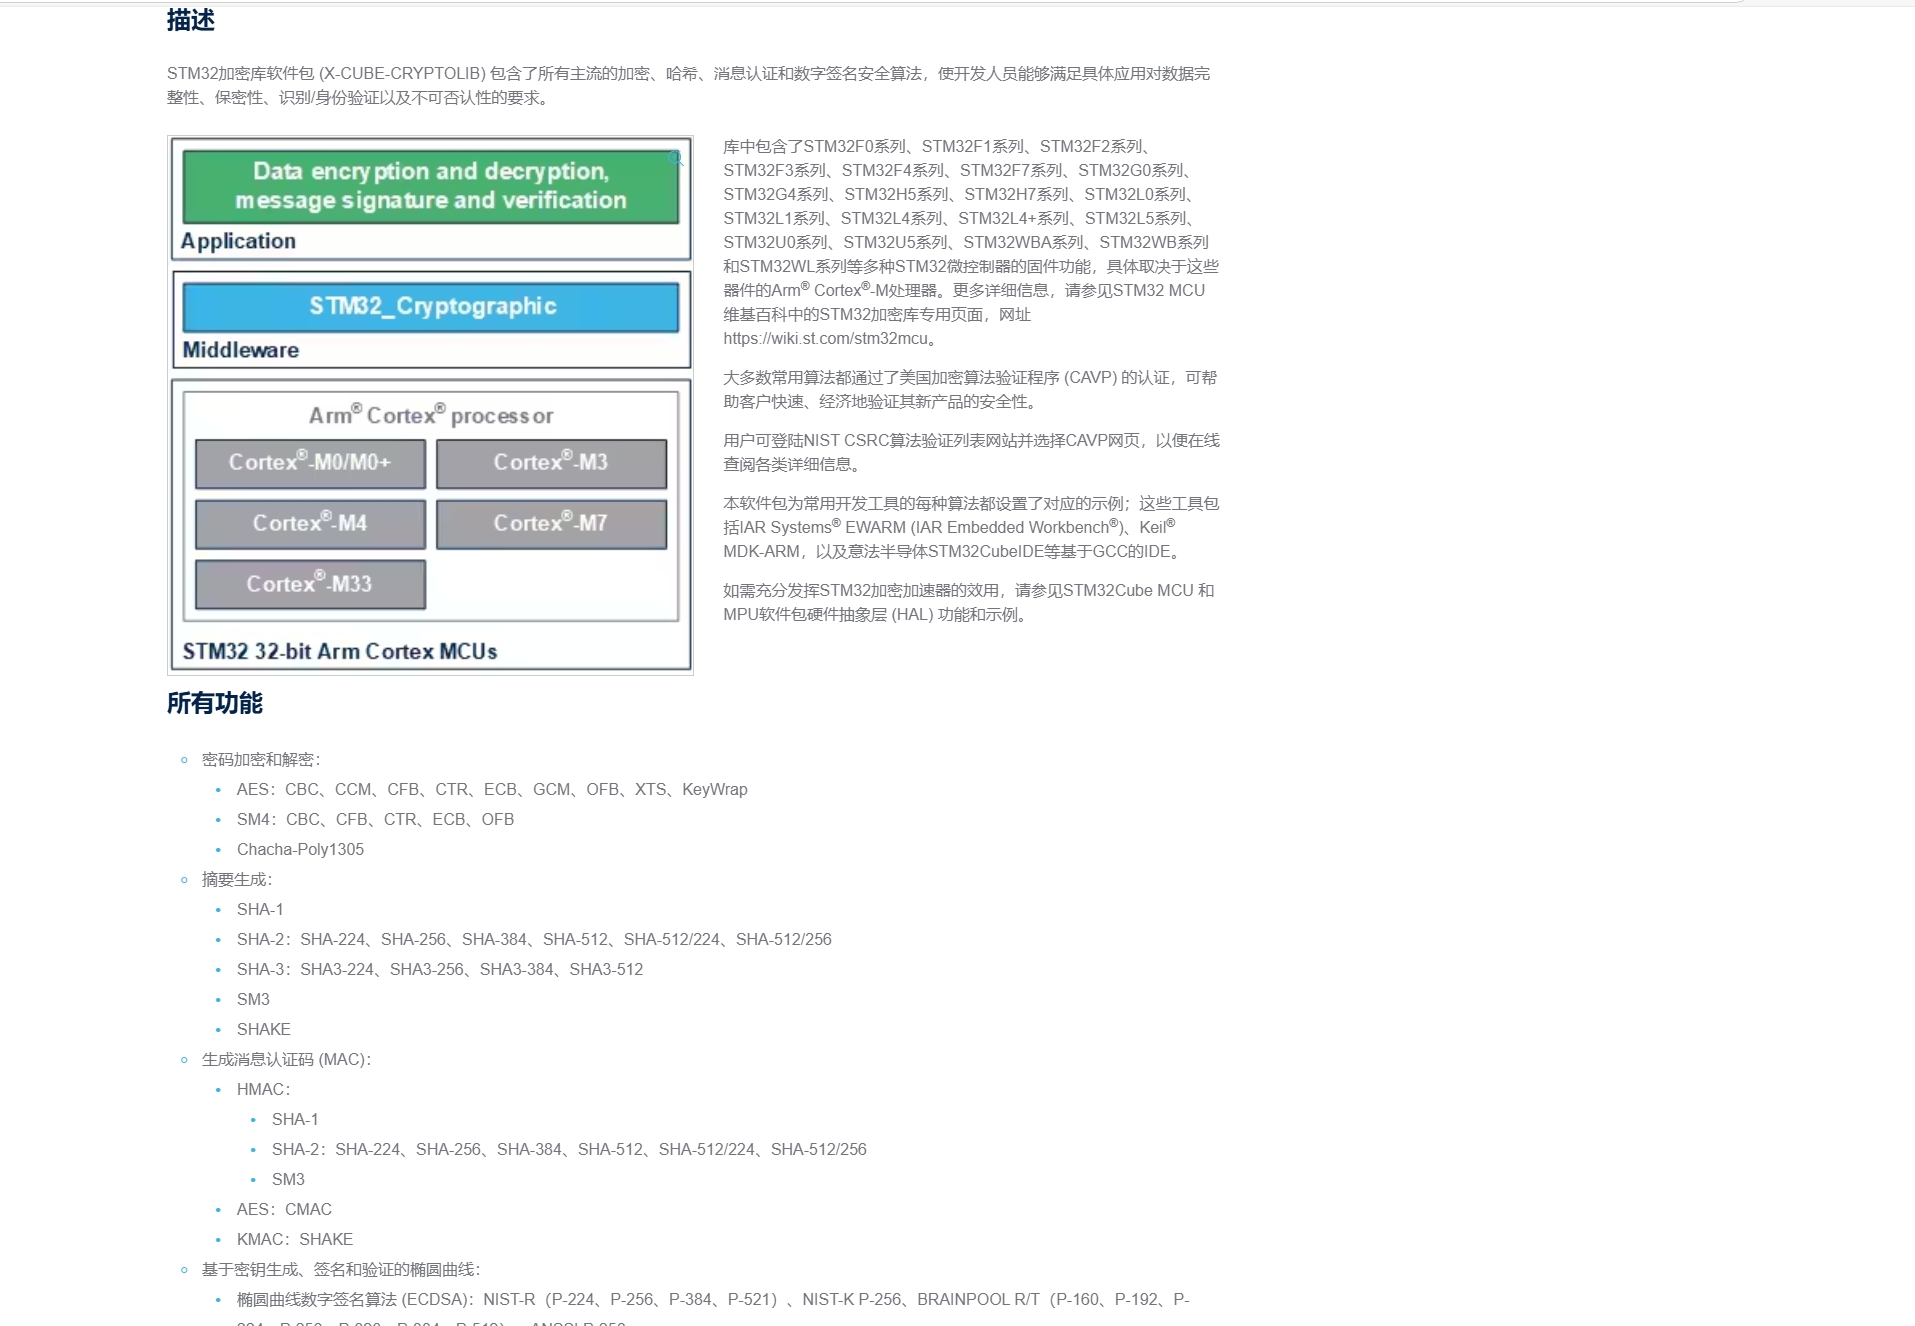 描述
STM32加密库软件包 (X-CUBE-CRYPTOLIB) 包含了所有主流的加密、哈希、消息认证和数字签名安全算法，使开发人员能够满足具体应用对数据完
整性、保密性、识别/身份验证以及不可否认性的要求。
Data encryption and decryption,
message signature and verification
Application
STM32_Cryptographic
Middleware
Arm® Cortex® processor
Cortex®-M0/M0+
Cortex®-M3
Cortex®-M4
Cortex®-M7
Cortex®-M33
STM32 32-bit Arm Cortex MCUs
库中包含了STM32F0系列、STM32F1系列、STM32F2系列、
STM32F3系列、STM32F4系列、STM32F7系列、STM32G0系列、
STM32G4系列、STM32H5系列、STM32H7系列、STM32L0系列、
STM32L1系列、STM32L4系列、STM32L4+系列、STM32L5系列、
STM32U0系列、STM32U5系列、STM32WBA系列、STM32WB系列
和STM32WL系列等多种STM32微控制器的固件功能，具体取决于这些
器件的Arm® Cortex®-M处理器。更多详细信息，请参见STM32 MCU
维基百科中的STM32加密库专用页面，网址
https://wiki.st.com/stm32mcu。
大多数常用算法都通过了美国加密算法验证程序 (CAVP) 的认证，可帮
助客户快速、经济地验证其新产品的安全性。
用户可登陆NIST CSRC算法验证列表网站并选择CAVP网页，以便在线
查阅各类详细信息。
本软件包为常用开发工具的每种算法都设置了对应的示例；这些工具包
括IAR Systems® EWARM (IAR Embedded Workbench®)、Keil®
MDK-ARM，以及意法半导体STM32CubeIDE等基于GCC的IDE。
如需充分发挥STM32加密加速器的效用，请参见STM32Cube MCU 和
MPU软件包硬件抽象层 (HAL) 功能和示例。
所有功能
密码加密和解密：
AES：CBC、CCM、CFB、CTR、ECB、GCM、OFB、XTS、KeyWrap
SM4：CBC、CFB、CTR、ECB、OFB
Chacha-Poly1305
摘要生成：
SHA-1
SHA-2：SHA-224、SHA-256、SHA-384、SHA-512、SHA-512/224、SHA-512/256
SHA-3：SHA3-224、SHA3-256、SHA3-384、SHA3-512
SM3
SHAKE
生成消息认证码 (MAC)：
HMAC：
SHA-1
SHA-2：SHA-224、SHA-256、SHA-384、SHA-512、SHA-512/224、SHA-512/256
SM3
AES：CMAC
KMAC：SHAKE
基于密钥生成、签名和验证的椭圆曲线：
椭圆曲线数字签名算法 (ECDSA)：NIST-R（P-224、P-256、P-384、P-521）、NIST-K P-256、BRAINPOOL R/T（P-160、P-192、P-